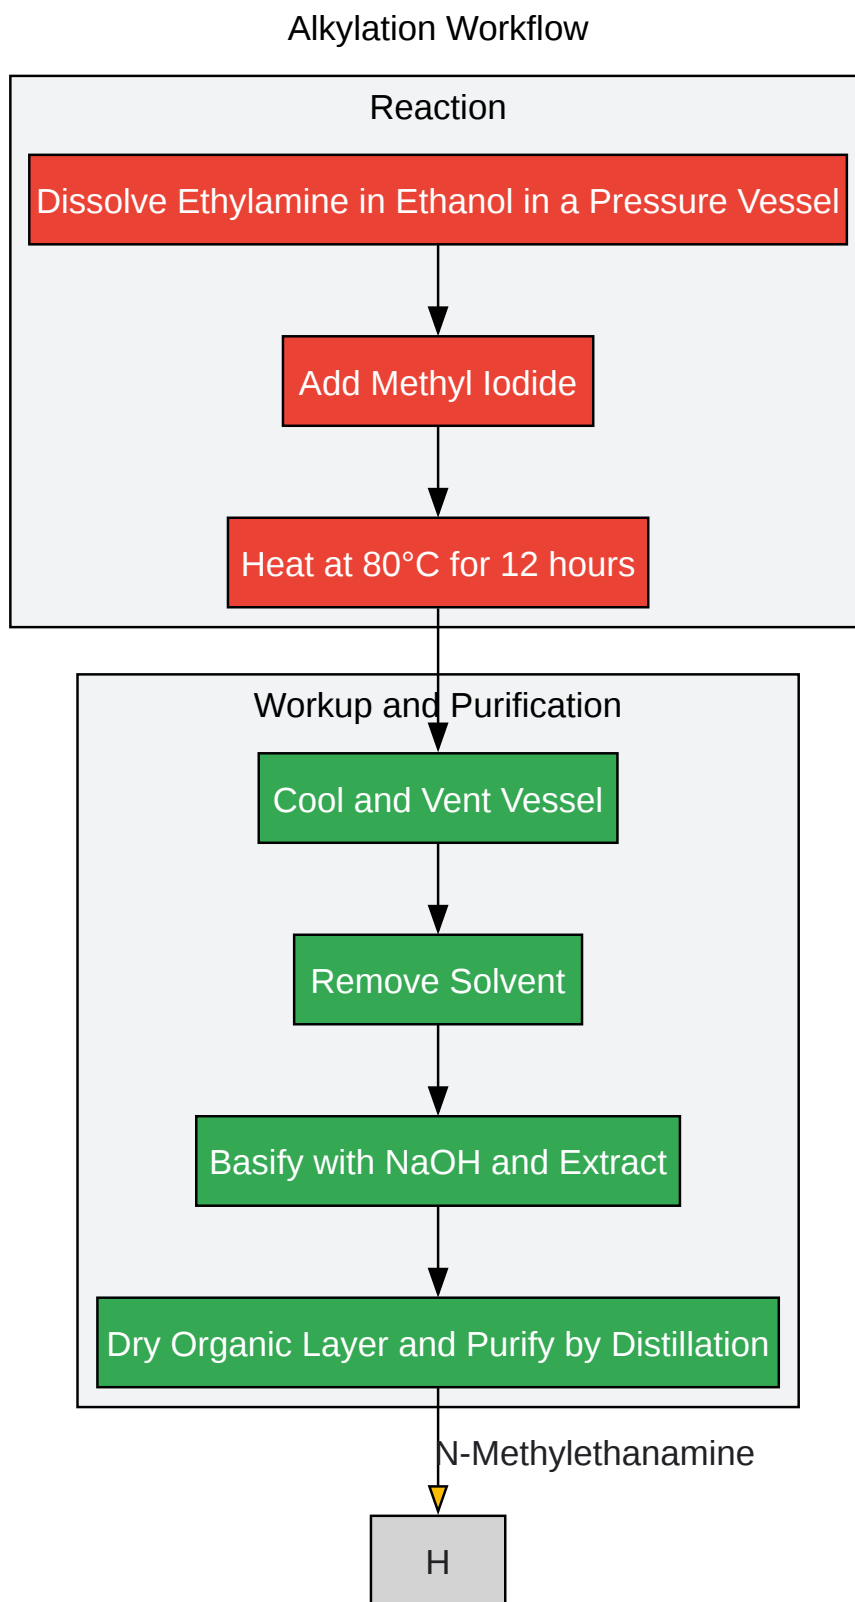 Alkylation Workflow
Reaction
Dissolve Ethylamine in Ethanol in a Pressure Vessel
Add Methyl Iodide
Heat at 80°C for 12 hours
Workup and Purification
Cool and Vent Vessel
Remove Solvent
Basify with NaOH and Extract
Dry Organic Layer and Purify by Distillation
N-Methylethanamine
H